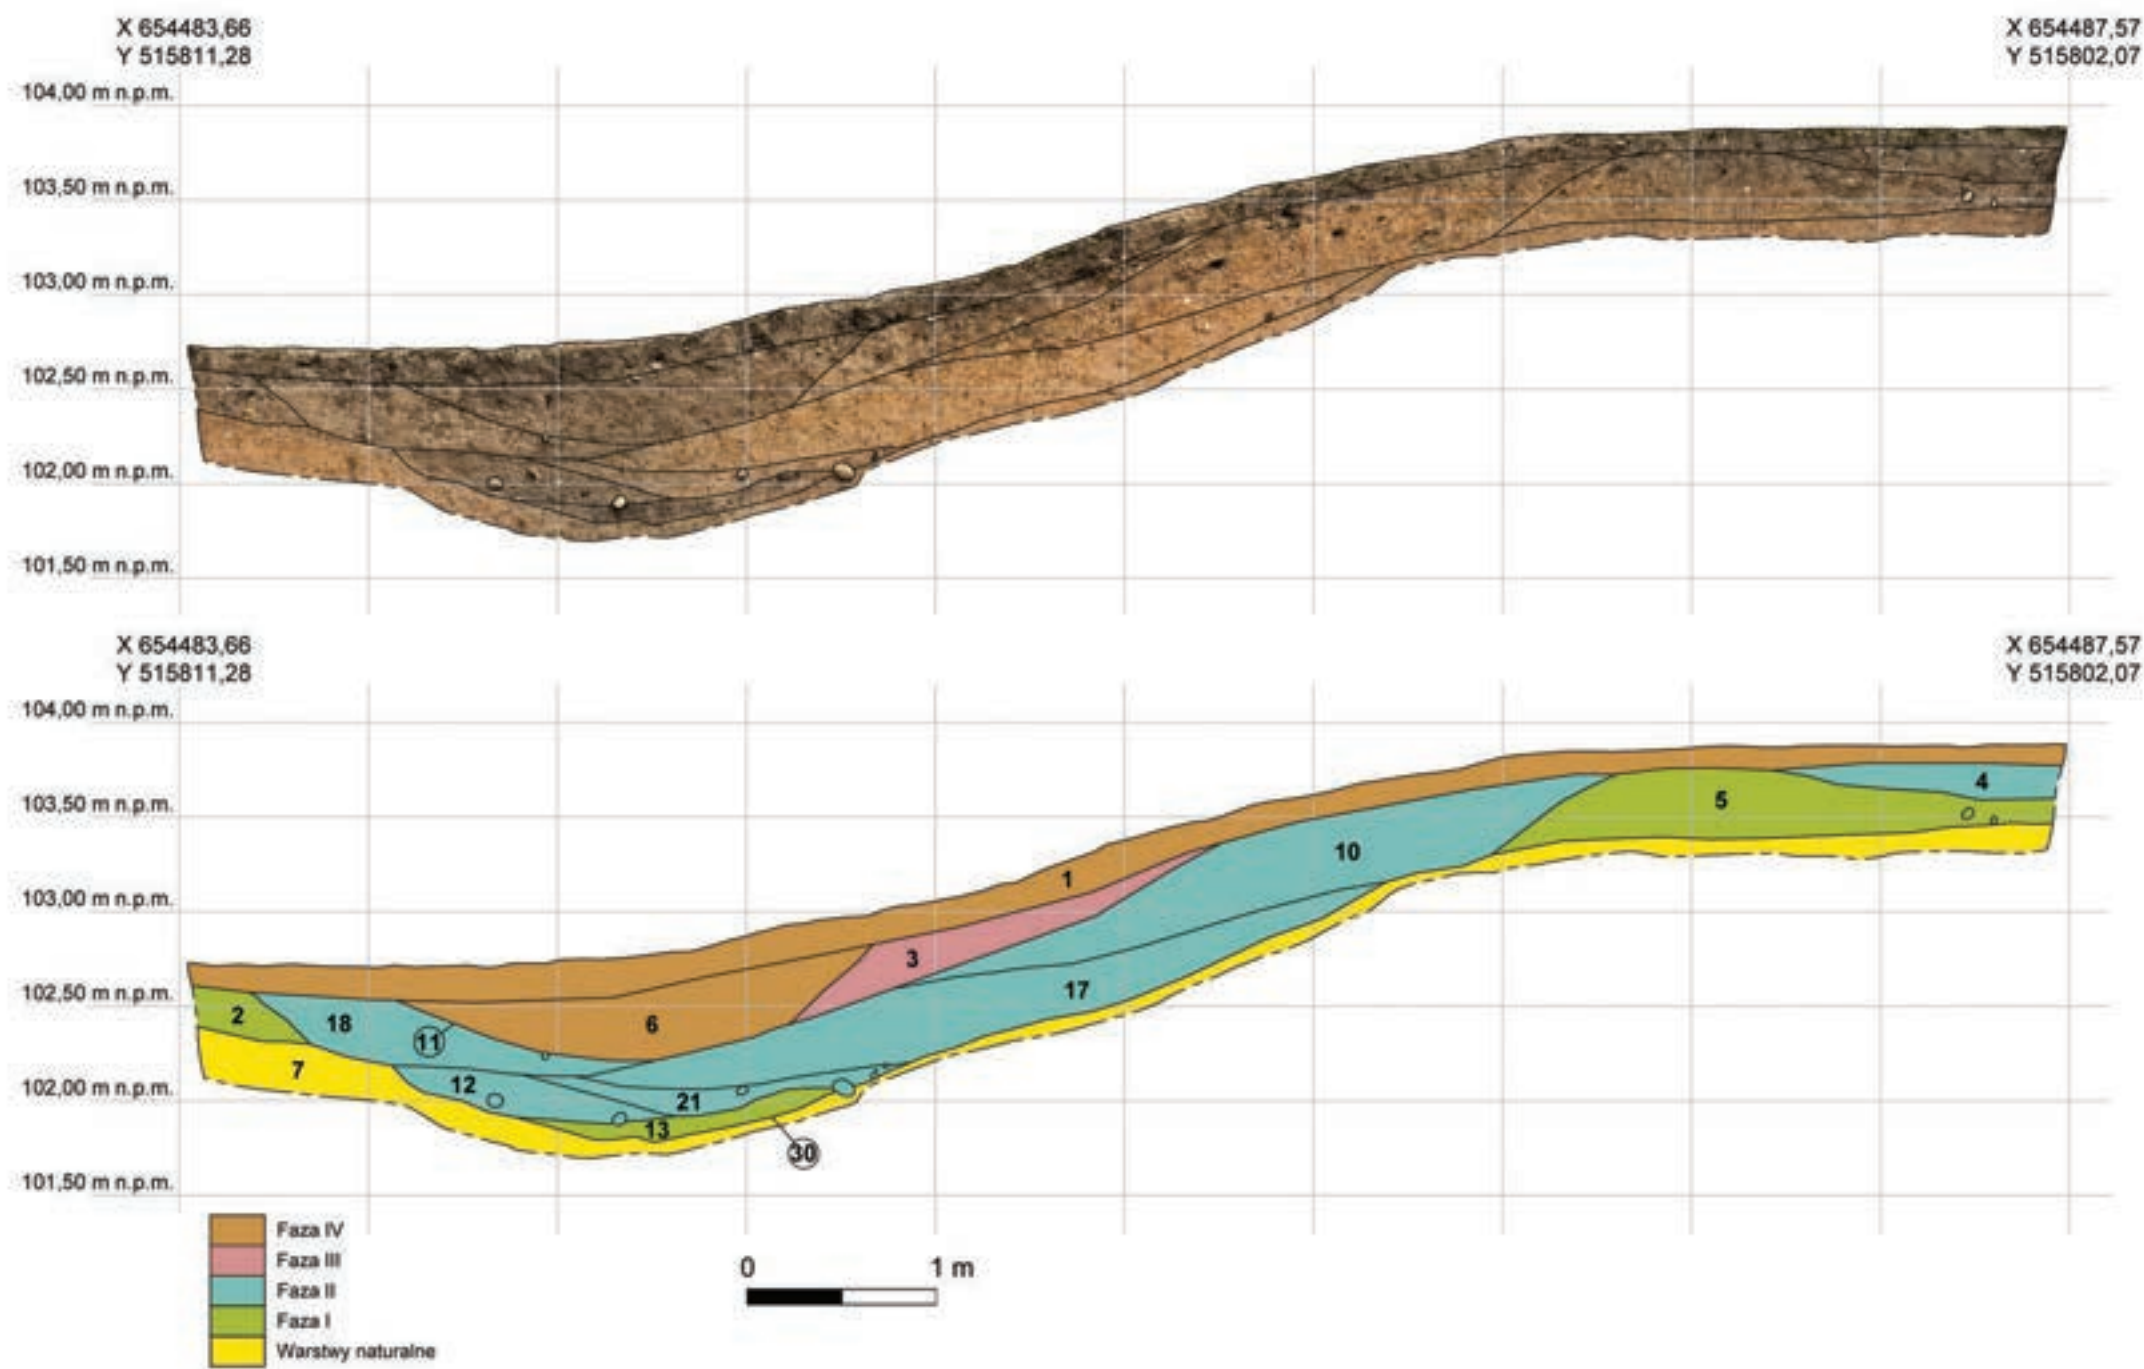 X 654483,66
Y 515811,28
X 654487,57
Y 515802,07
104,00 m n.p.m.
103,50 m n.p.m.
103,00 m n.p.m.
102,50 m n.p.m.
102,00 m n.p.m.
101,50 m n.p.m.
X 654483,66
Y 515811,28
X 654487,57
Y 515802,07
104,00 m n.p.m.
103,50 m n.p.m.
103,00 m n.p.m.
102,50 m n.p.m.
102,00 m n.p.m.
101,50 m n.p.m.
4
5
10
1
3
17
2
18
11
6
7
12
21
13
30
Faza IV
Faza III
Faza II
Faza I
Warstwy naturalne
0 1 m